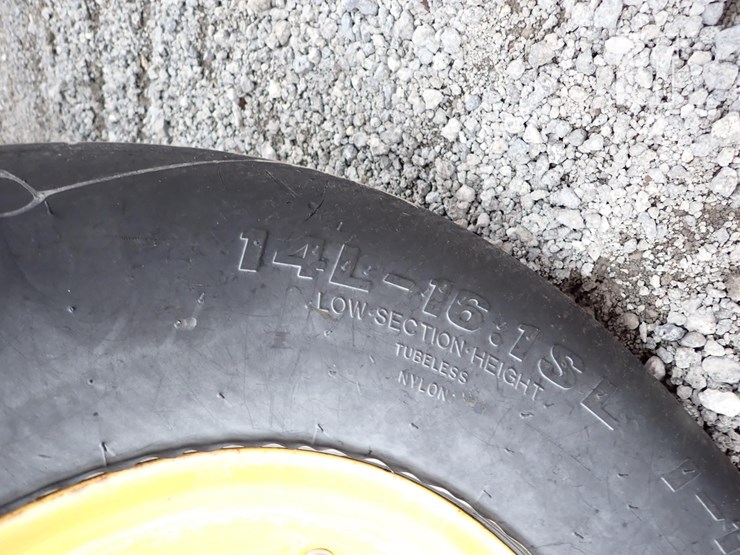 14L-16.1SL
LOW·SECTION·HEIGHT
TUBELESS
NYLON